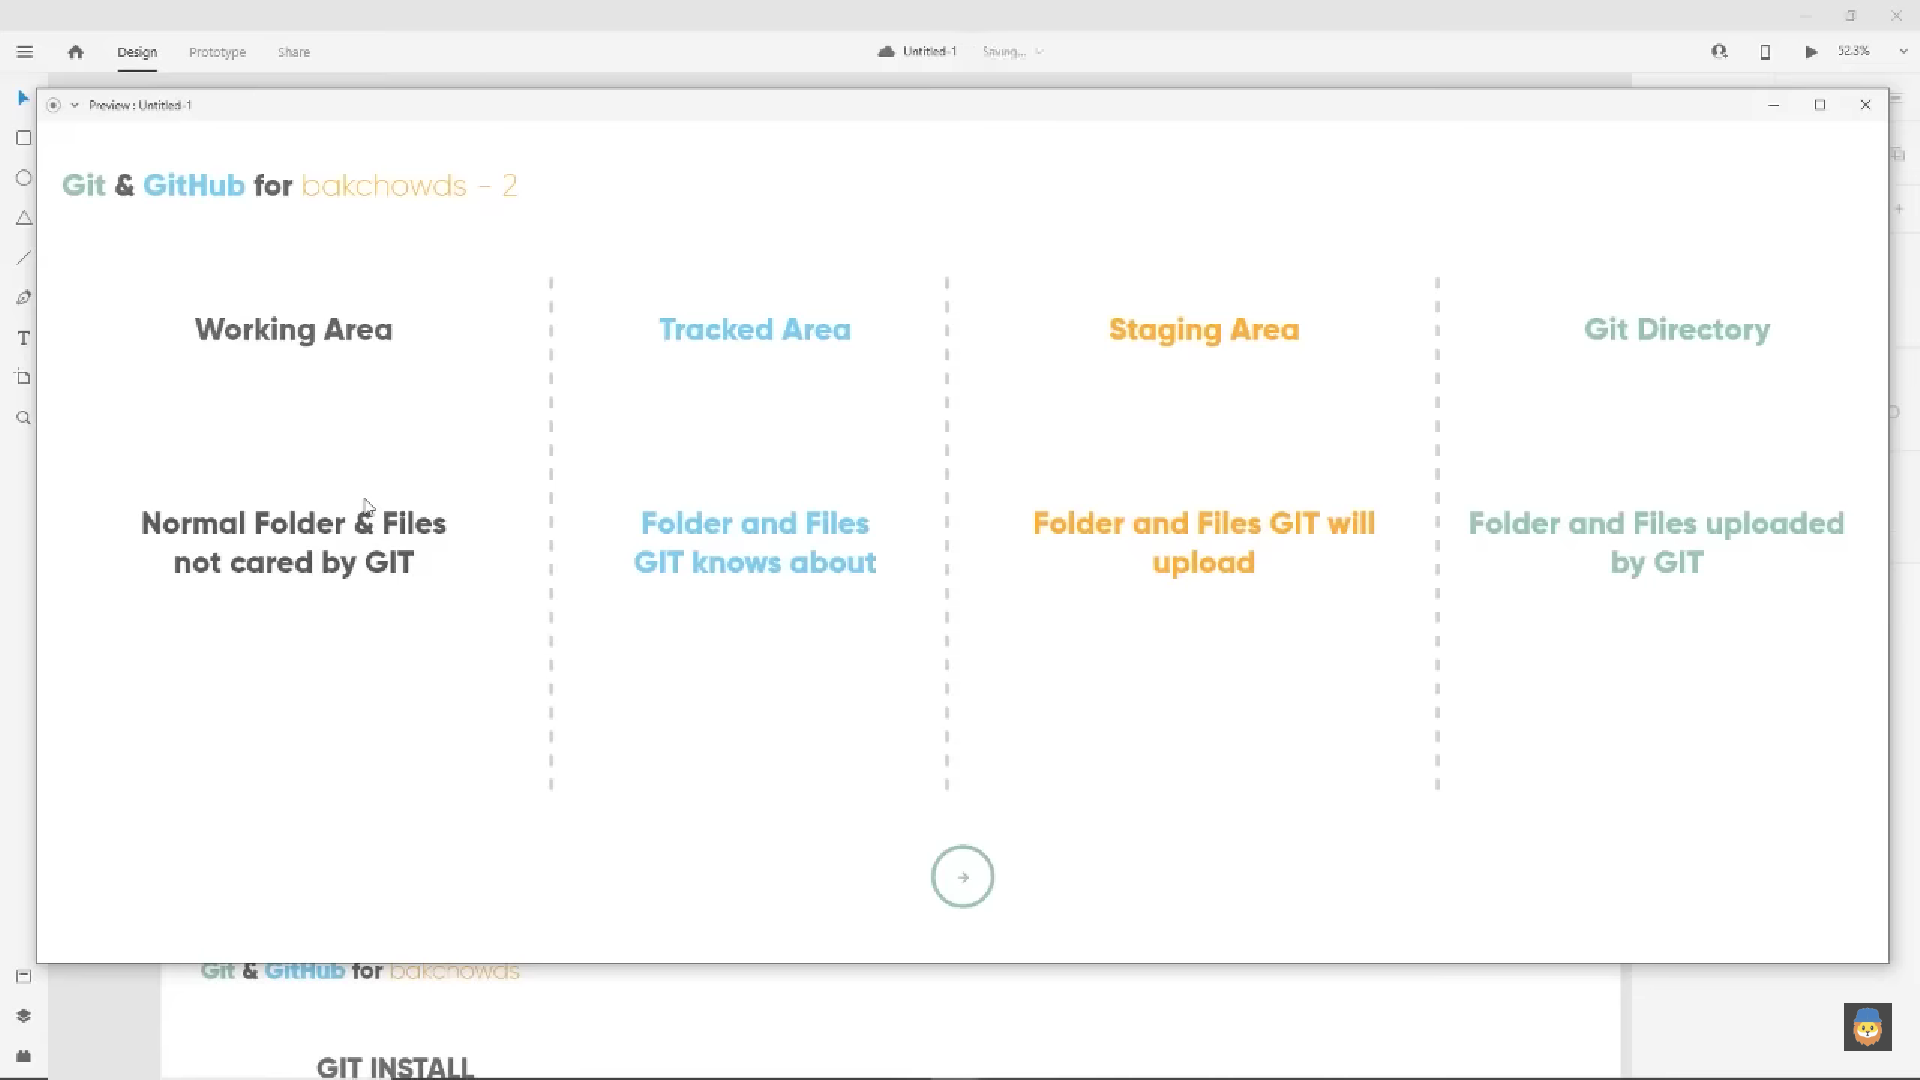 Design Prototype Share
Untitled-1 Saving...
52.3%
Preview : Untitled-1
Git & GitHub for bakchowds - 2
Working Area
Tracked Area
Staging Area
Git Directory
Normal Folder & Files
not cared by GIT
Folder and Files
GIT knows about
Folder and Files GIT will
upload
Folder and Files uploaded
by GIT
Git & GitHub for bakchowds
GIT INSTALL